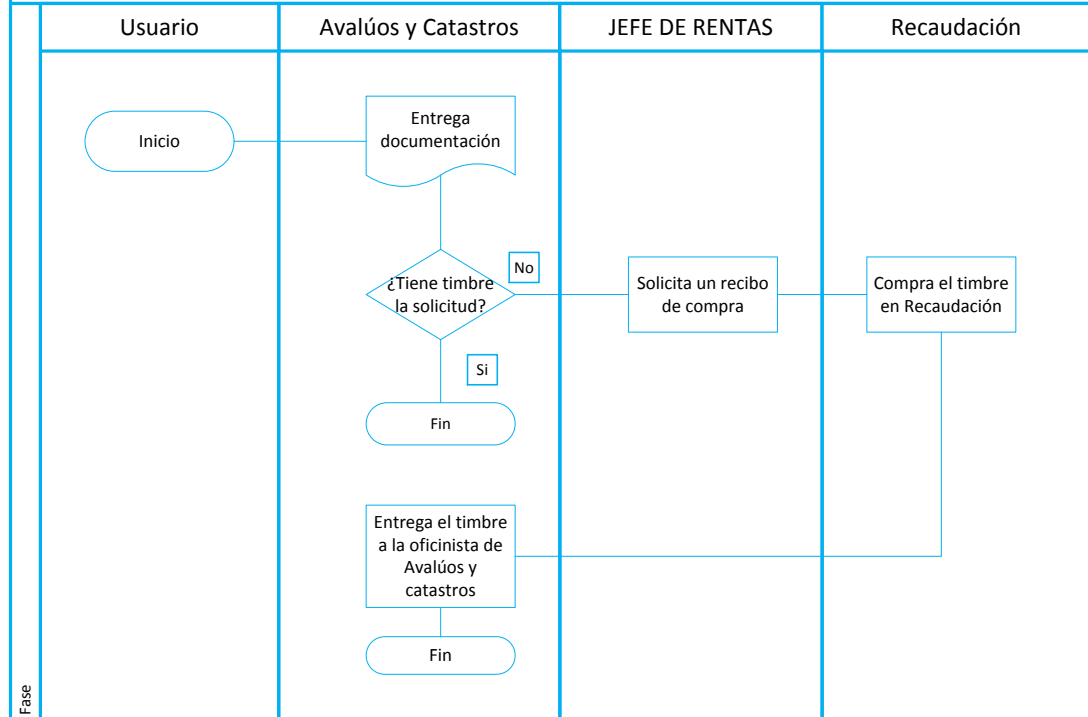 Usuario
Avalúos y Catastros
JEFE DE RENTAS
Recaudación
Inicio
Entrega
documentación
¿Tiene timbre
la solicitud?
No
Solicita un recibo
de compra
Compra el timbre
en Recaudación
Si
Fin
Entrega el timbre
a la oficinista de
Avalúos y
catastros
Fin
Fase